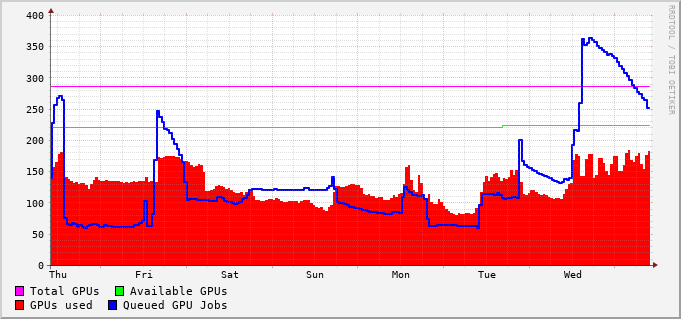 400
350
300
250
200
150
100
50
0
Thu Fri Sat Sun Mon Tue Wed
Total GPUs Available GPUs
GPUs used Queued GPU Jobs
RRDTOOL / TOBI OETIKER